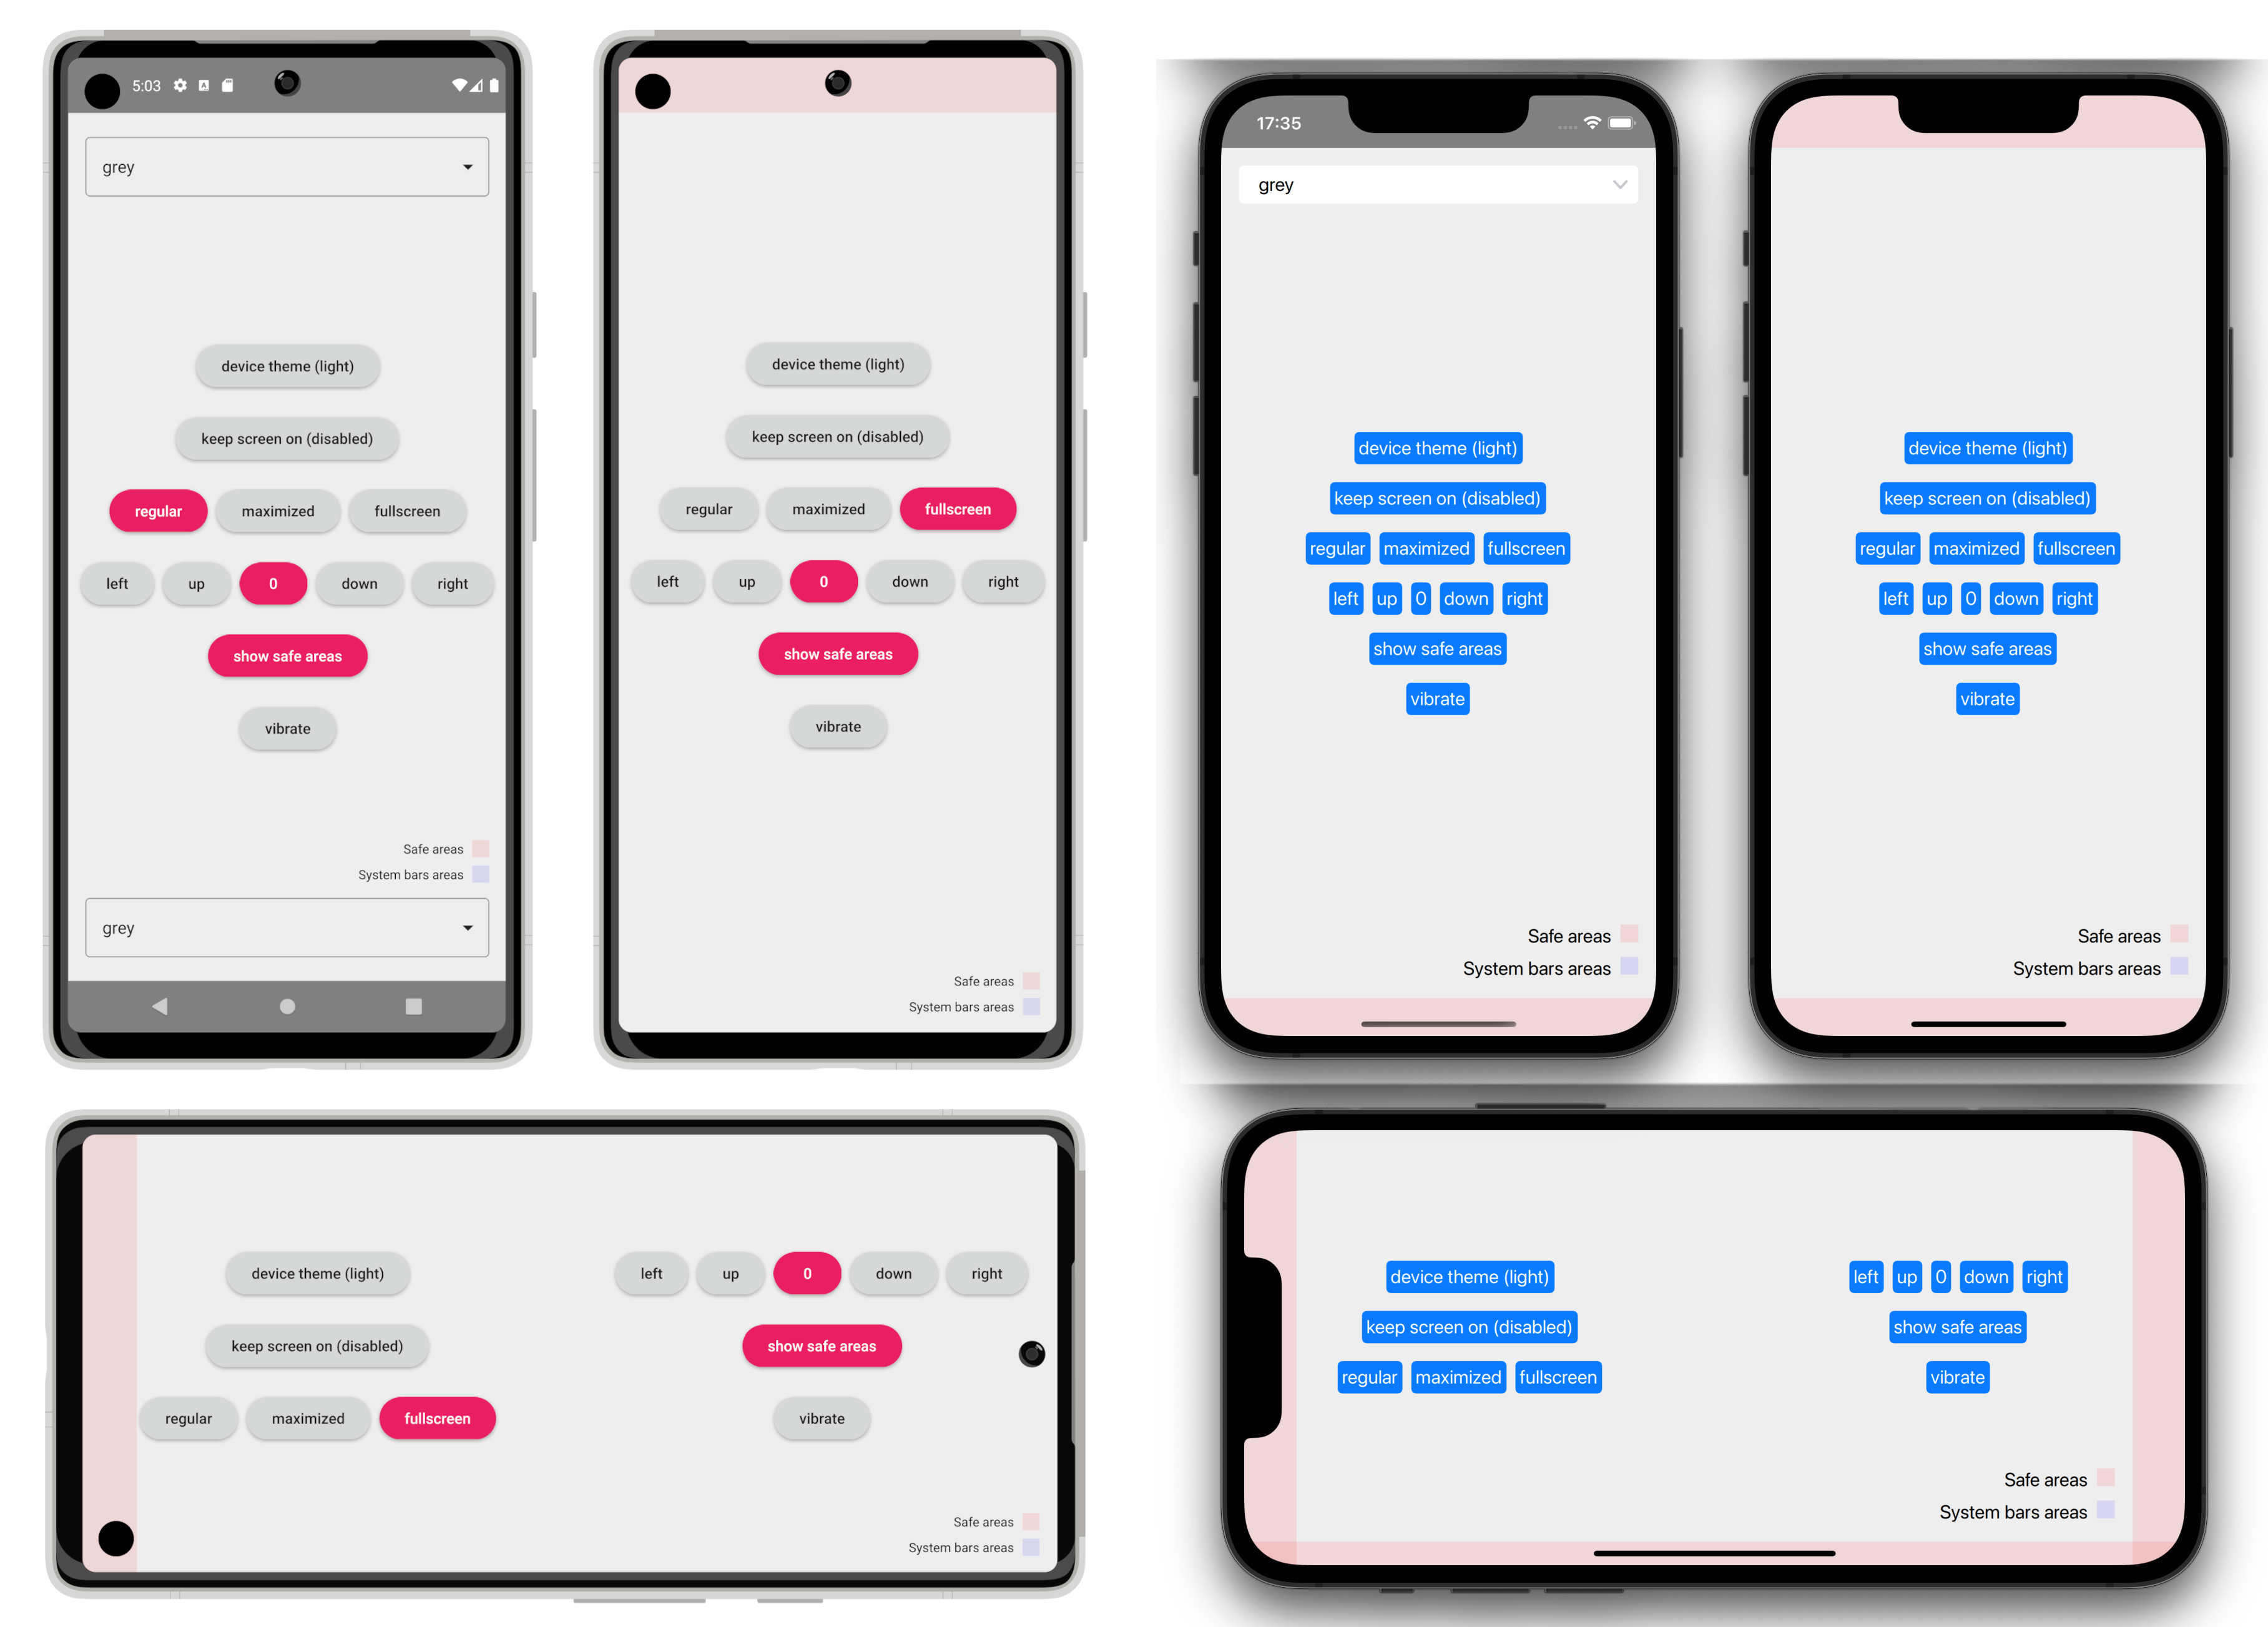 5:03
grey
device theme (light)
keep screen on (disabled)
regular maximized fullscreen
left up 0 down right
show safe areas
vibrate
Safe areas
System bars areas
grey
device theme (light)
keep screen on (disabled)
regular maximized fullscreen
left up 0 down right
show safe areas
vibrate
Safe areas
System bars areas
17:35
grey
device theme (light)
keep screen on (disabled)
regular maximized fullscreen
left up 0 down right
show safe areas
vibrate
Safe areas
System bars areas
device theme (light)
keep screen on (disabled)
regular maximized fullscreen
left up 0 down right
show safe areas
vibrate
Safe areas
System bars areas
device theme (light)
keep screen on (disabled)
regular maximized fullscreen
left up 0 down right
show safe areas
vibrate
Safe areas
System bars areas
device theme (light)
keep screen on (disabled)
regular maximized fullscreen
left up 0 down right
show safe areas
vibrate
Safe areas
System bars areas